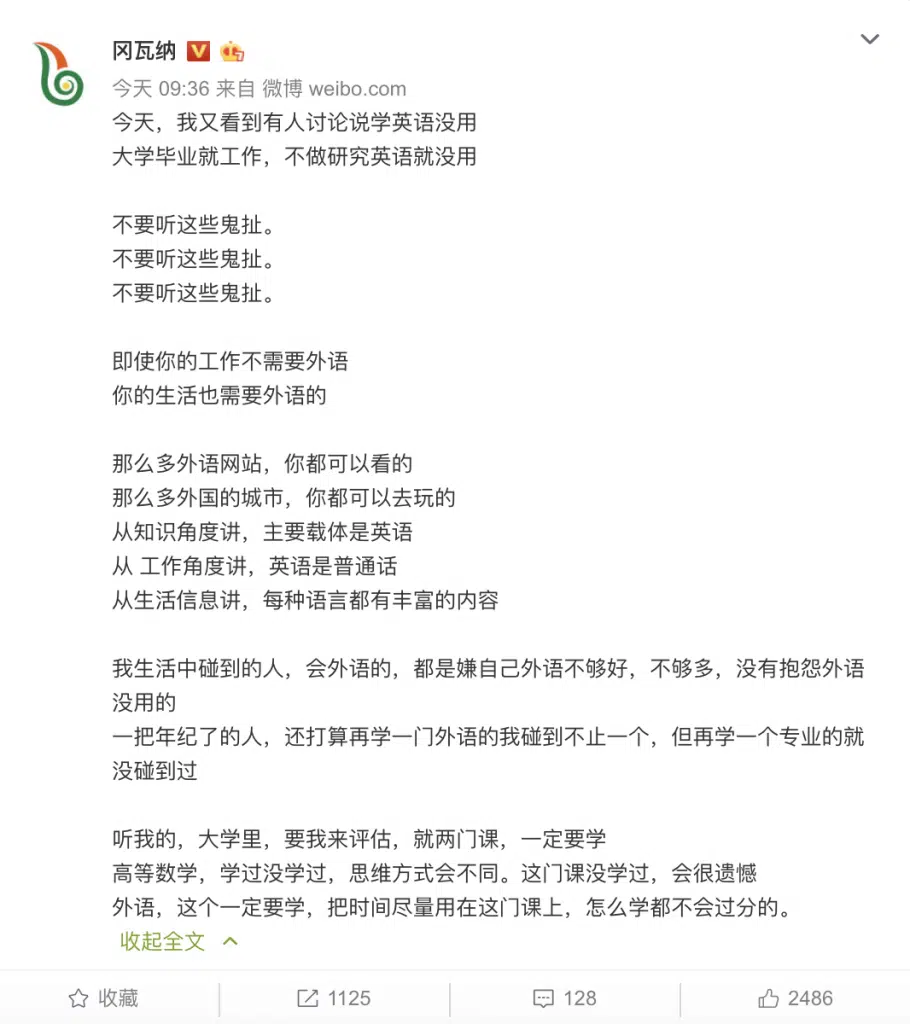 冈瓦纳
今天 09:36 来自 微博 weibo.com
今天，我又看到有人讨论说学英语没用
大学毕业就工作，不做研究英语就没用
不要听这些鬼扯。
不要听这些鬼扯。
不要听这些鬼扯。
即使你的工作不需要外语
你的生活也需要外语的
那么多外语网站，你都可以看的
那么多外国的城市，你都可以去玩的
从知识角度讲，主要载体是英语
从 工作角度讲，英语是普通话
从生活信息讲，每种语言都有丰富的内容
我生活中碰到的人，会外语的，都是嫌自己外语不够好，不够多，没有抱怨外语
没用的
一把年纪了的人，还打算再学一门外语的我碰到不止一个，但再学一个专业的就
没碰到过
听我的，大学里，要我来评估，就两门课，一定要学
高等数学，学过没学过，思维方式会不同。这门课没学过，会很遗憾
外语，这个一定要学，把时间尽量用在这门课上，怎么学都不会过分的。
收起全文
收藏 1125 128 2486